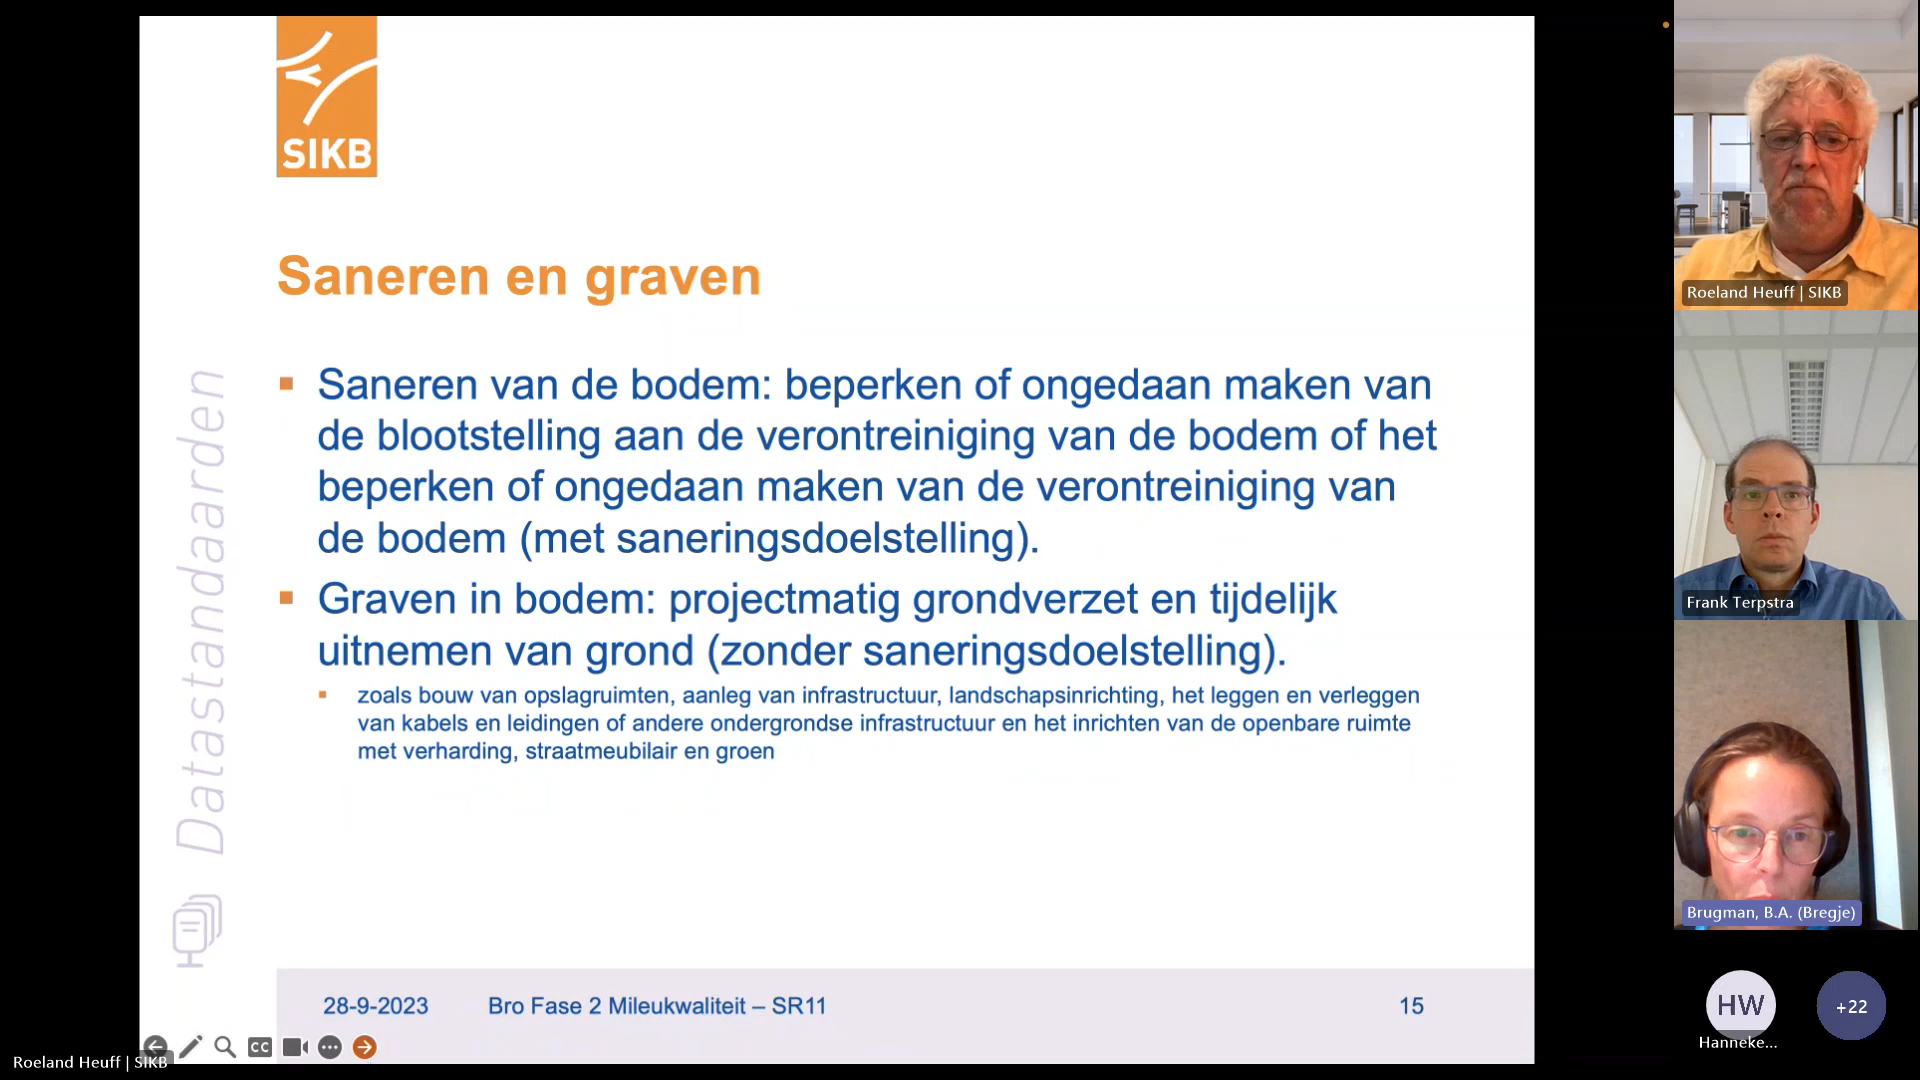 SIKB
Saneren en graven
Saneren van de bodem: beperken of ongedaan maken van
de blootstelling aan de verontreiniging van de bodem of het
beperken of ongedaan maken van de verontreiniging van
de bodem (met saneringsdoelstelling).
Graven in bodem: projectmatig grondverzet en tijdelijk
uitnemen van grond (zonder saneringsdoelstelling).
zoals bouw van opslagruimten, aanleg van infrastructuur, landschapsinrichting, het leggen en verleggen
van kabels en leidingen of andere ondergrondse infrastructuur en het inrichten van de openbare ruimte
met verharding, straatmeubilair en groen
Datastandaarden
28-9-2023 Bro Fase 2 Mileukwaliteit – SR11 15
CC
Roeland Heuff | SIKB
Roeland Heuff | SIKB
Frank Terpstra
Brugman, B.A. (Bregje)
HW
Hanneke...
+22